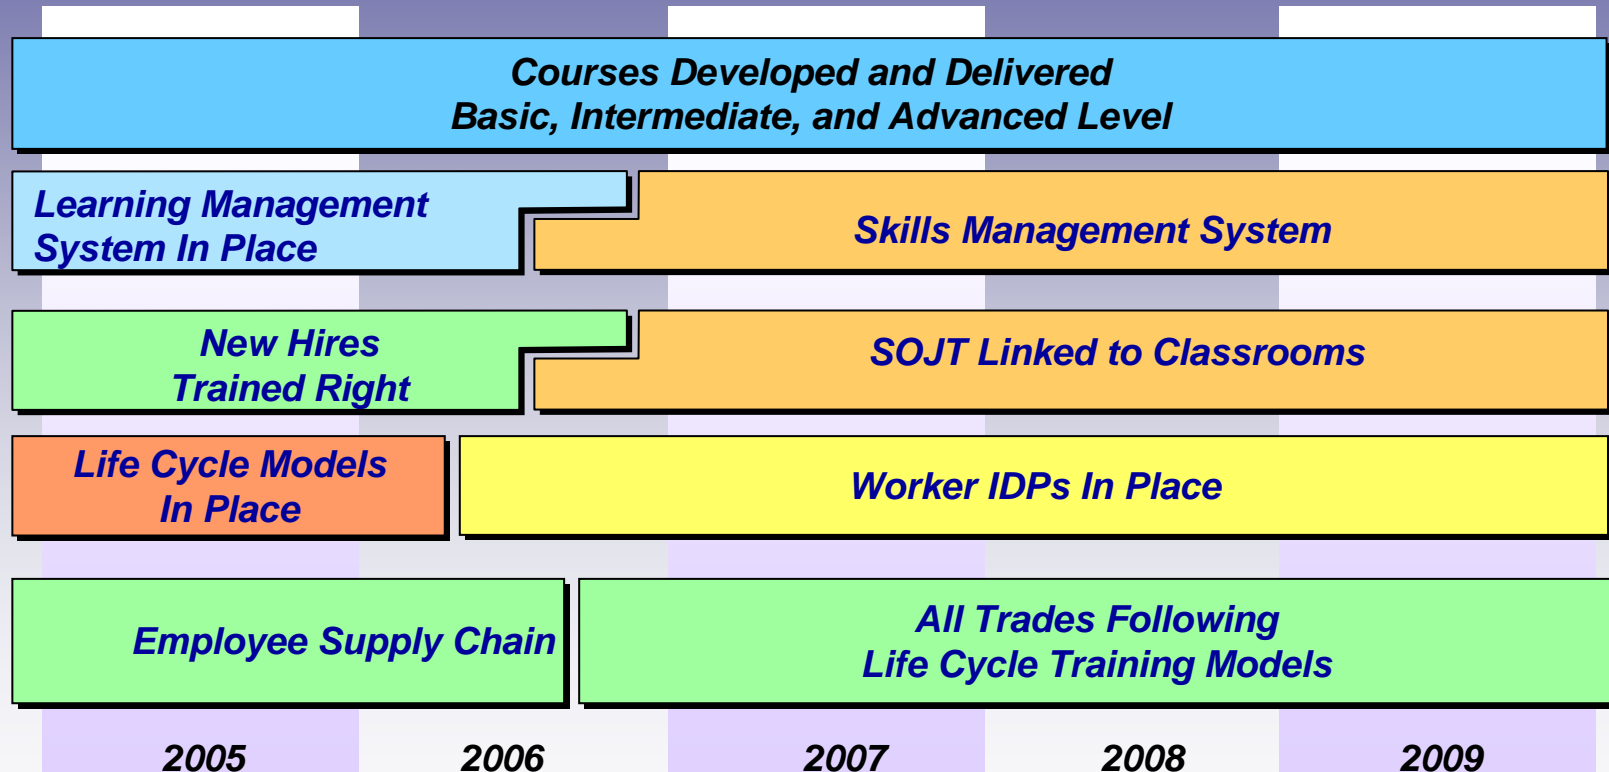 Courses Developed and Delivered
Basic, Intermediate, and Advanced Level
Learning Management
System In Place
Skills Management System
New Hires
Trained Right
SOJT Linked to Classrooms
Life Cycle Models
In Place
Worker IDPs In Place
Employee Supply Chain
All Trades Following
Life Cycle Training Models
2005
2006
2007
2008
2009